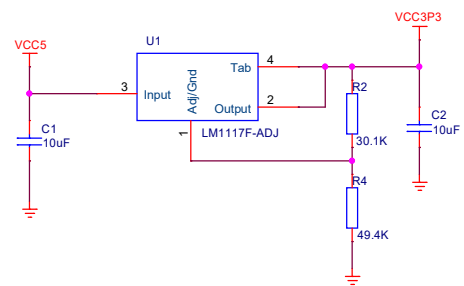 VCC3P3
VCC5
U1
Tab
4
3
Input
Adj/Gnd
Output
2
R2
C1
10uF
C2
10uF
1
LM1117F-ADJ
30.1K
R4
49.4K